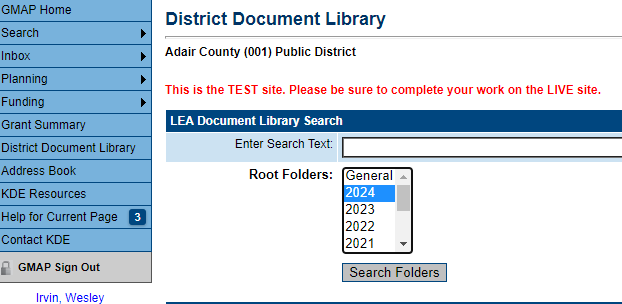 GMAP Home
Search
Inbox
Planning
Funding
Grant Summary
District Document Library
Address Book
KDE Resources
Help for Current Page 3
Contact KDE
GMAP Sign Out
Irvin, Wesley
District Document Library
Adair County (001) Public District
This is the TEST site. Please be sure to complete your work on the LIVE site.
LEA Document Library Search
Enter Search Text:
Root Folders:
General
2024
2023
2022
2021
Search Folders